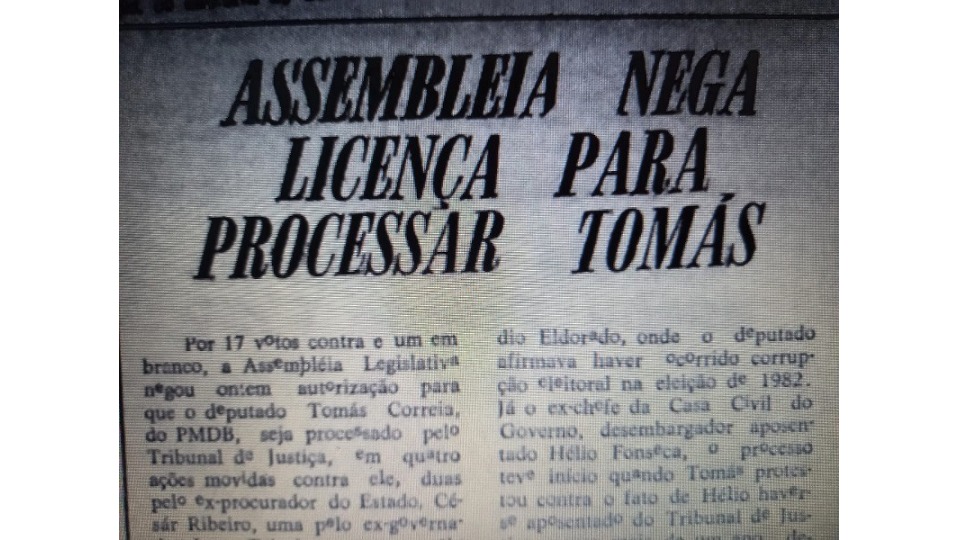 ASSEMBLEIA NEGA
LICENÇA PARA
PROCESSAR TOMÁS
Por 17 votos contra e um em
branco, a Assembléia Legislativa
negou ontem autorização para
que o deputado Tomás Correia,
do PMDB, seja processado pelo
Tribunal de Justiça, em quatro
ações movidas contra ele, duas
pelo ex-procurador do Estado, Cé-
sár Ribeiro, uma pelo ex-governa-
dio Eldorado, onde o deputado
afirmava haver ocorrido corrup-
ção eleitoral na eleição de 1982.
Já o ex-chefe da Casa Civil do
Governo, desembargador aposen-
tado Hélio Fonseca, o processo
teve início quando Tomás protes-
tou contra o fato de Hélio haver-
se aposentado do Tribunal de Jus-